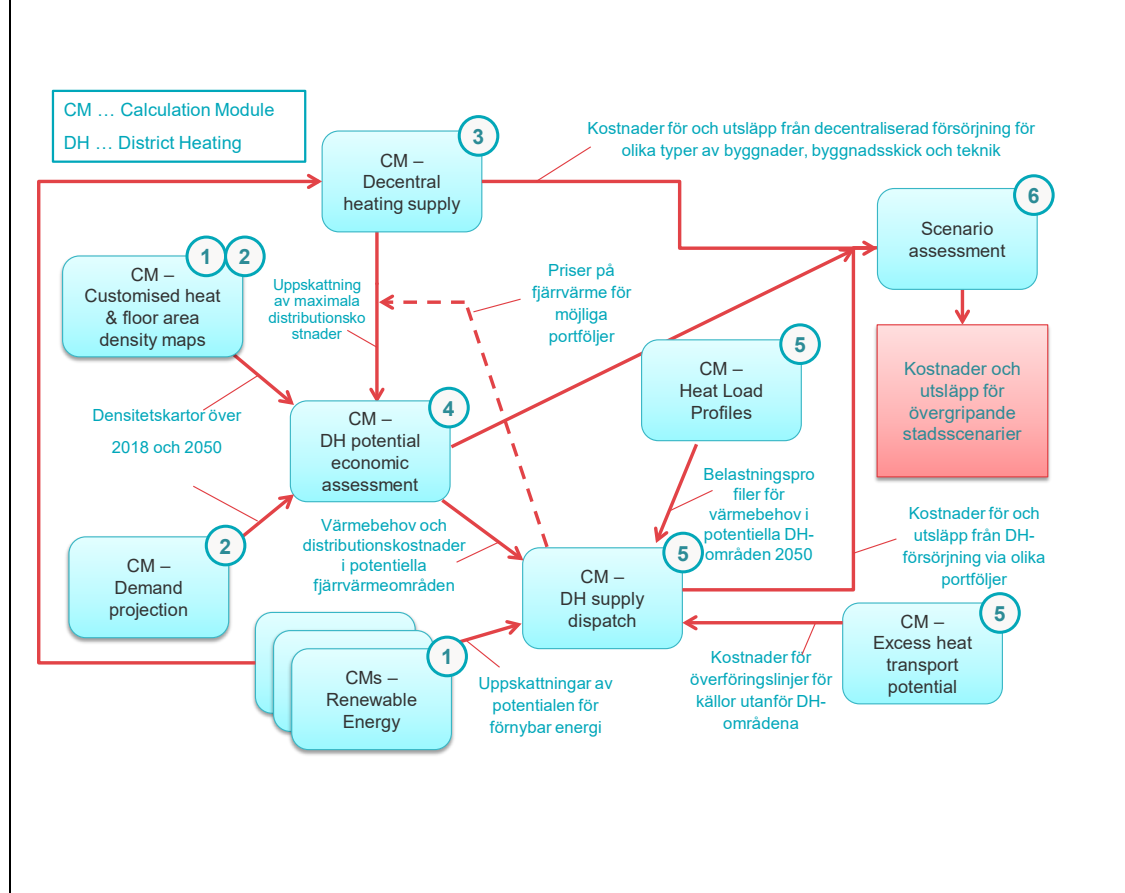 CM … Calculation Module
DH … District Heating
3
CM –
Decentral
heating supply
Kostnader för och utsläpp från decentraliserad försörjning för
olika typer av byggnader, byggnadsskick och teknik
6
Scenario
assessment
1
2
CM –
Customised heat
& floor area
density maps
Uppskattning
av maximala
distributionsko
stnader
Priser på
fjärrvärme för
möjliga
portföljer
5
CM –
Heat Load
Profiles
Kostnader och
utsläpp för
övergripande
stadsscenarier
Densitetskartor över
2018 och 2050
4
CM –
DH potential
economic
assessment
Belastningspro
filer för
värmebehov i
potentiella DH-
områden 2050
Kostnader för och
utsläpp från DH-
försörjning via olika
portföljer
2
CM –
Demand
projection
Värmebehov och
distributionskostnader
i potentiella
fjärrvärmeområden
5
CM –
DH supply
dispatch
5
CM –
Excess heat
transport
potential
1
CMs –
Renewable
Energy
Uppskattningar av
potentialen för
förnybar energi
Kostnader för
överföringslinjer för
källor utanför DH-
områdena